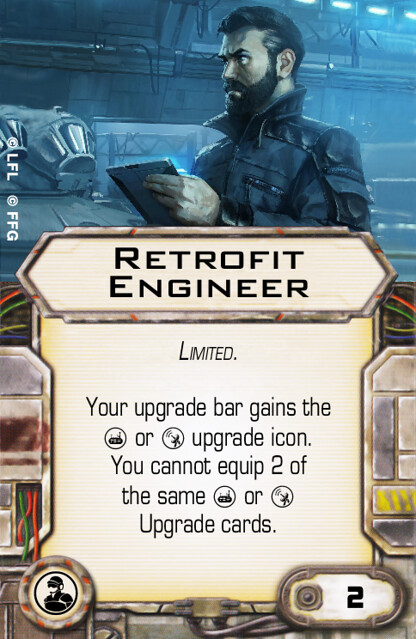 © LFL © FFG
RETROFIT
ENGINEER
LIMITED.
Your upgrade bar gains the
or upgrade icon.
You cannot equip 2 of
the same or
Upgrade cards.
2